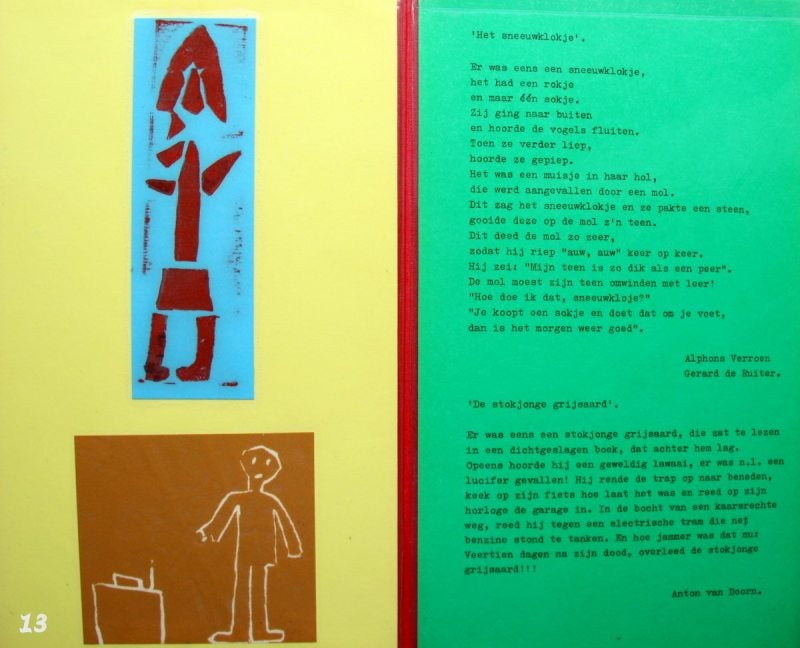 'Het sneeuwklokje'.
Er was eens een sneeuwklokje,
het had een rokje
en maar één sokje.
Zij ging naar buiten
en hoorde de vogels fluiten.
Toen ze verder liep,
hoorde ze gepiep.
Het was een muisje in haar hol,
die werd aangevallen door een mol.
Dit zag het sneeuwklokje en ze pakte een steen,
gooide deze op de mol z'n teen.
Dit deed de mol zo zeer,
zodat hij riep "auw, auw" keer op keer.
Hij zei: "Mijn teen is zo dik als een peer".
De mol moest zijn teen omwinden met leer!
"Hoe doe ik dat, sneeuwkloje?"
"Je koopt een sokje en doet dat om je voet,
dan is het morgen weer goed".
Alphons Verroen
Gerard de Ruiter.
'De stokjonge grijsaard'.
Er was eens een stokjonge grijsaard, die zat te lezen
in een dichtgeslagen boek, dat achter hem lag.
Opeens hoorde hij een geweldig lawaai, er was n.l. een
lucifer gevallen! Hij rende de trap op naar beneden,
keek op zijn fiets hoe laat het was en reed op zijn
horloge de garage in. In de bocht van een kaarsrechte
weg, reed hij tegen een electrische tram die net
benzine stond te tanken. En hoe jammer was dat nu:
Veertien dagen na zijn dood, overleed de stokjonge
grijsaard!!!
Anton van Doorn.
13